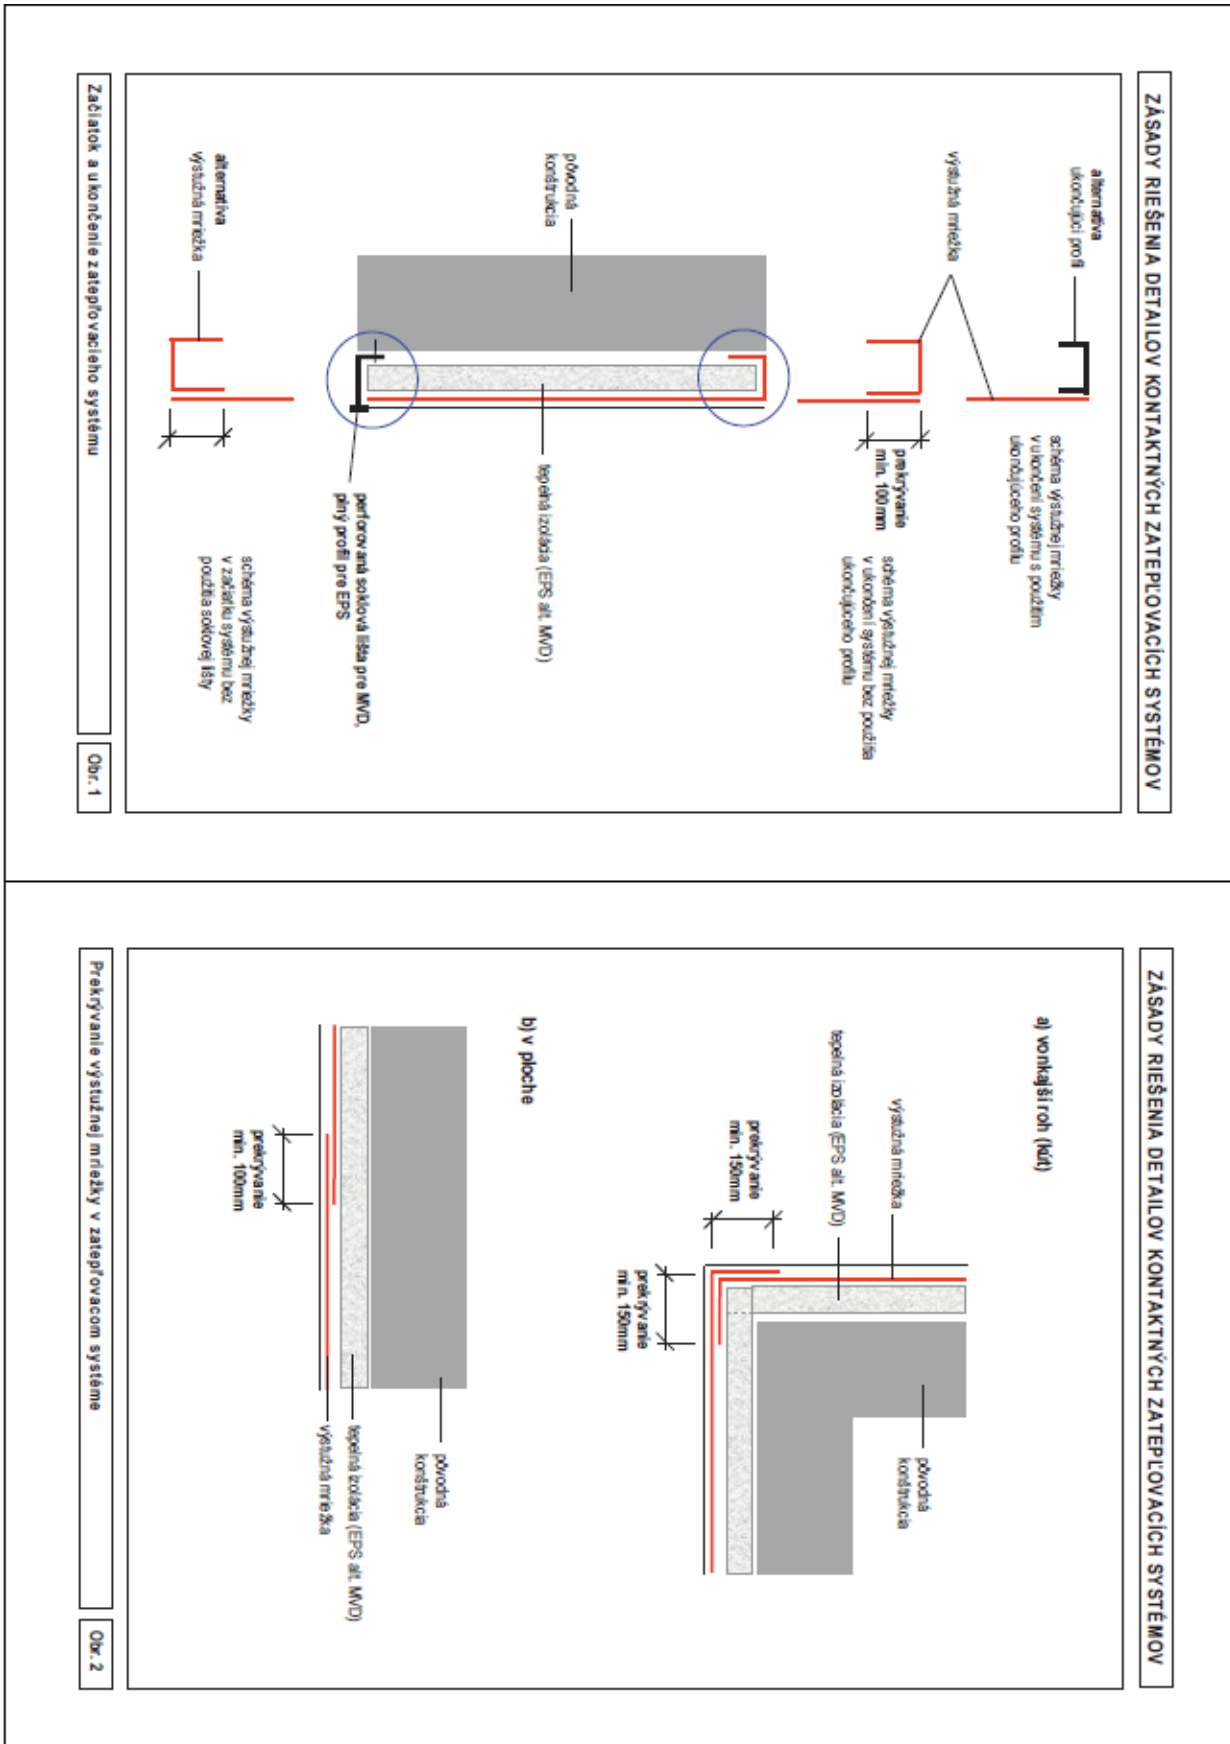 ZÁSADY RIEŠENIA DETAILOV KONTAKTNÝCH ZATEPĽOVACÍCH SYSTÉMOV
alternatíva
ukončujúci profil
schéma výstužnej mriežky
v ukončení systému s použitím
ukončujúceho profilu
výstužná mriežka
prekrývanie
min. 100mm
schéma výstužnej mriežky
v ukončení systému bez použitia
ukončujúceho profilu
pôvodná
konštrukcia
tepelná izolácia (EPS alt. MVD)
perforovaná soklová lišta pre MVD,
plný profil pre EPS
alternatíva
výstužná mriežka
schéma výstužnej mriežky
v začiatku systému bez
použitia soklovej lišty
Začiatok a ukončenie zatepľovacieho systému
Obr. 1
ZÁSADY RIEŠENIA DETAILOV KONTAKTNÝCH ZATEPĽOVACÍCH SYSTÉMOV
a) vonkajší roh (kút)
výstužná mriežka
tepelná izolácia (EPS alt. MVD)
pôvodná
konštrukcia
prekrývanie
min. 150mm
prekrývanie
min. 150mm
b) v ploche
pôvodná
konštrukcia
tepelná izolácia (EPS alt. MVD)
výstužná mriežka
prekrývanie
min. 100mm
Prekrývanie výstužnej mriežky v zatepľovacom systéme
Obr. 2